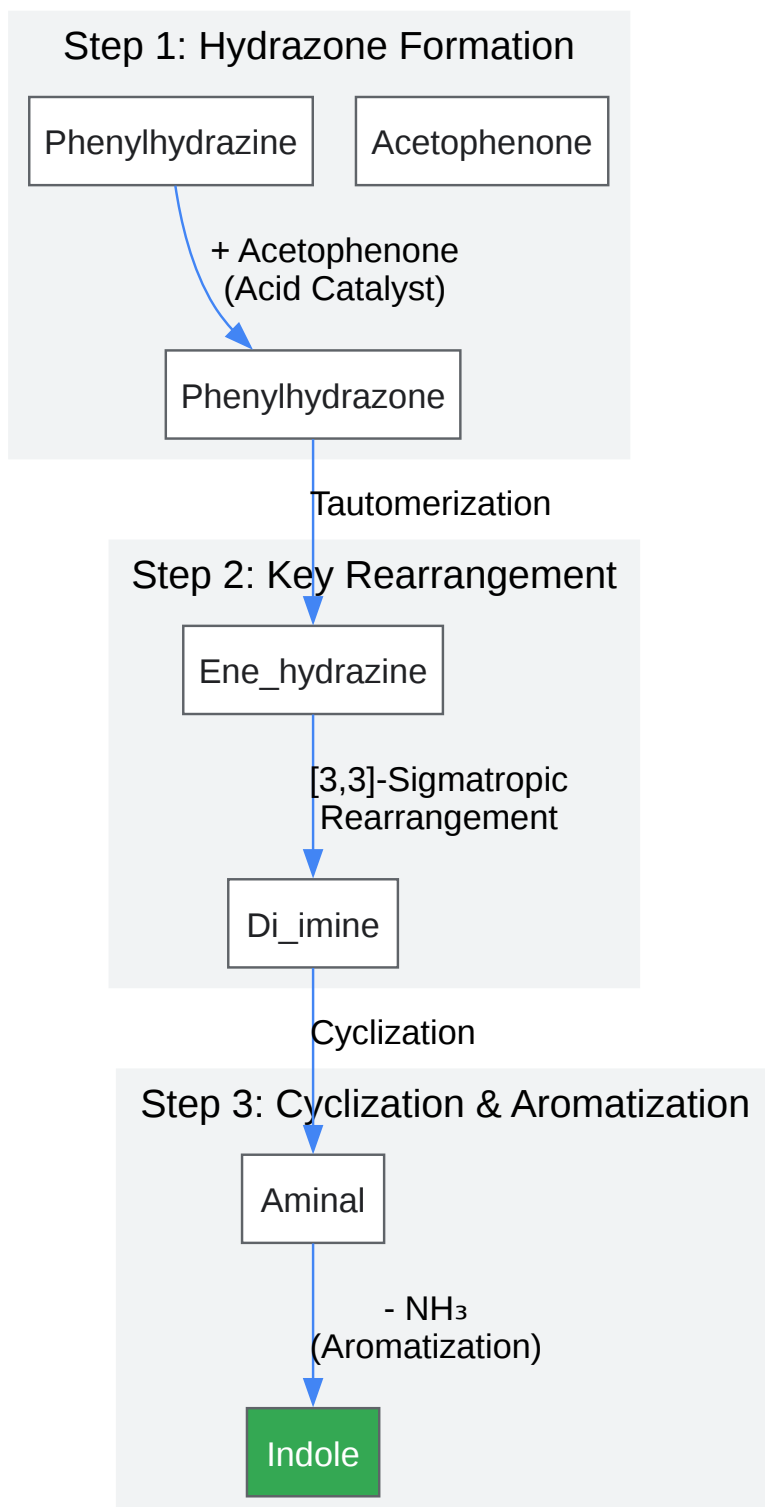 Step 1: Hydrazone Formation
Phenylhydrazine
Acetophenone
+ Acetophenone
(Acid Catalyst)
Phenylhydrazone
Tautomerization
Step 2: Key Rearrangement
Ene_hydrazine
[3,3]-Sigmatropic
Rearrangement
Di_imine
Cyclization
Step 3: Cyclization & Aromatization
Aminal
- NH₃
(Aromatization)
Indole